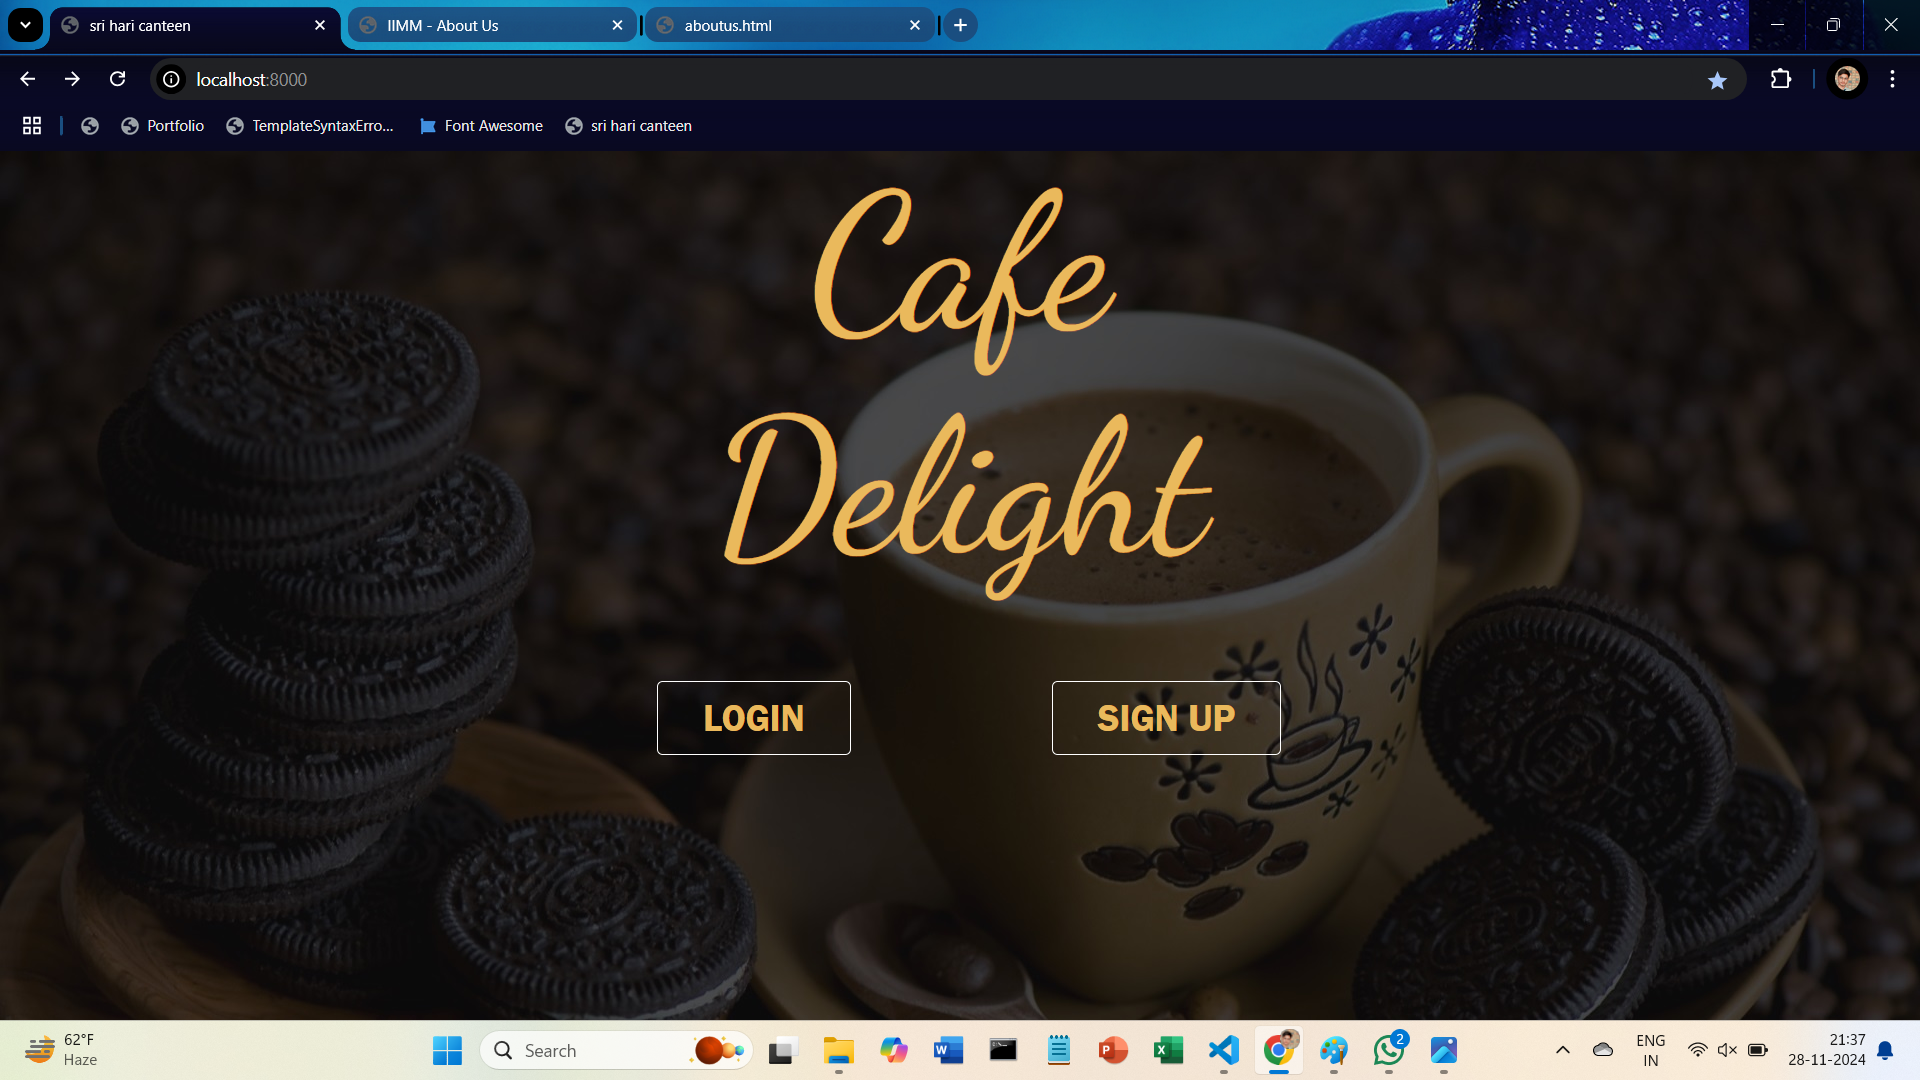 sri hari canteen
IIMM - About Us
aboutus.html
localhost:8000
Portfolio
TemplateSyntaxErro...
Font Awesome
sri hari canteen
Cafe
Delight
LOGIN
SIGN UP
62°F
Haze
Search
2
ENG
IN
21:37
28-11-2024